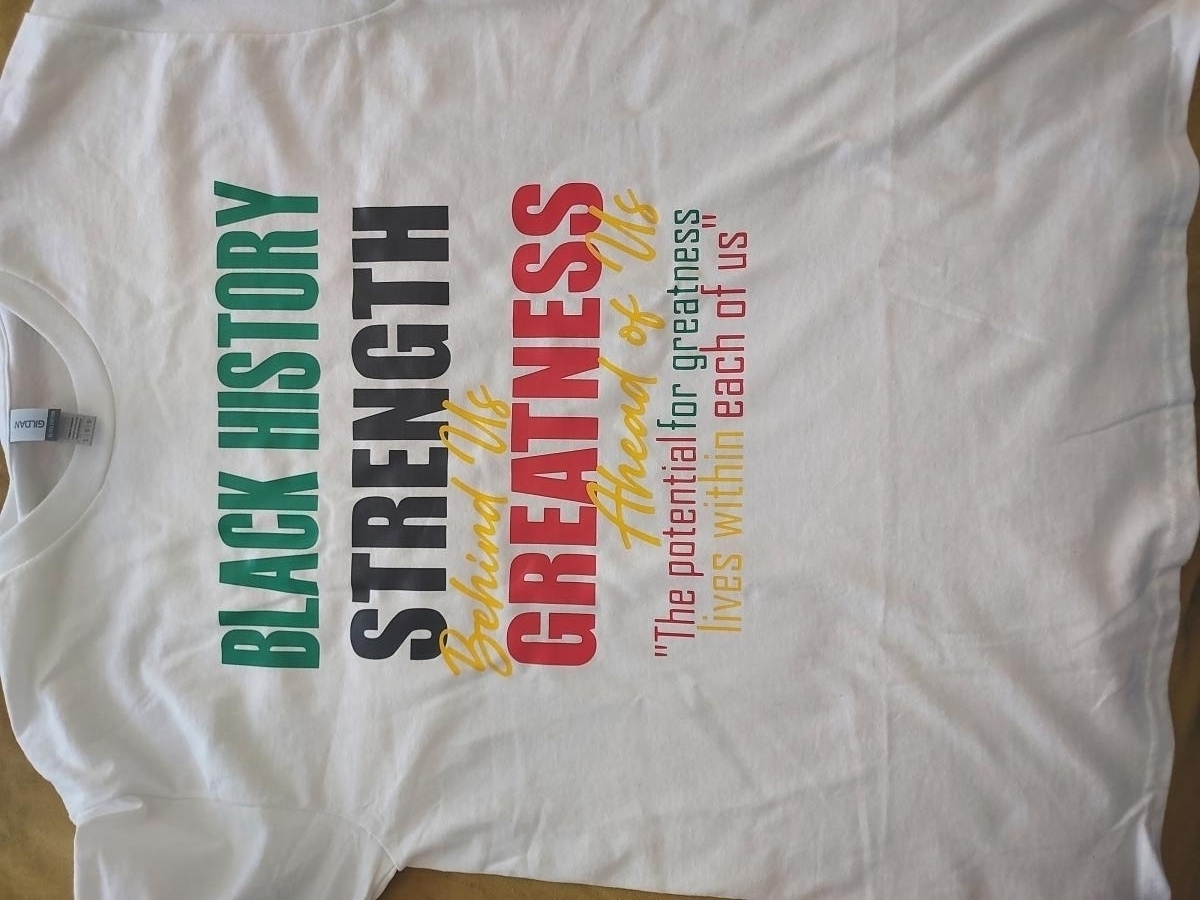 GILDAN
BLACK HISTORY
STRENGTH
Behind Us
GREATNESS
Ahead of Us
"The potential for greatness
lives within each of us"